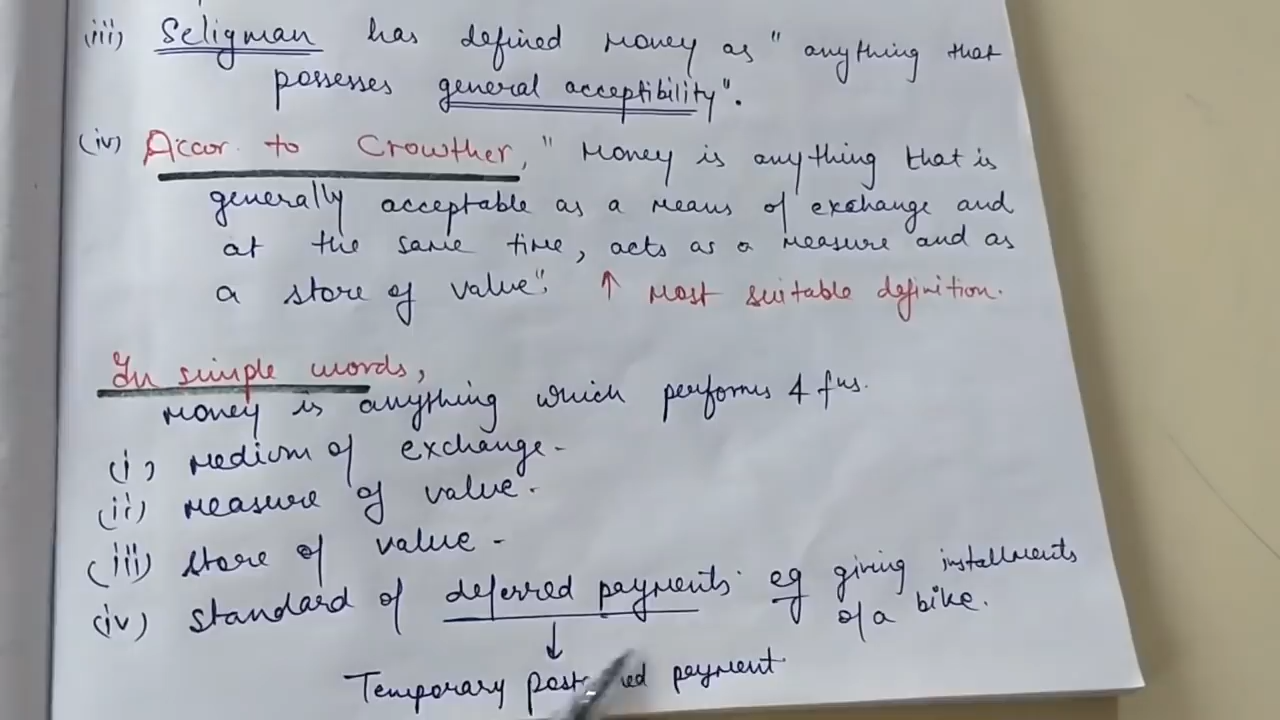 iii) Seligman has defined Money as " anything that
possesses general acceptibility".
(iv) Accor. to Crowther, " Money is anything that is
generally acceptable as a means of exchange and
at the same time, acts as a measure and as
a store of value". ↑ Most suitable definition.
In simple words,
Money is anything which performs 4 fns.
(i) Medium of exchange -
(ii) Measure of value -
(iii) Store of value -
(iv) Standard of deferred payments eg giving installments
of a bike.
↓
Temporary payment